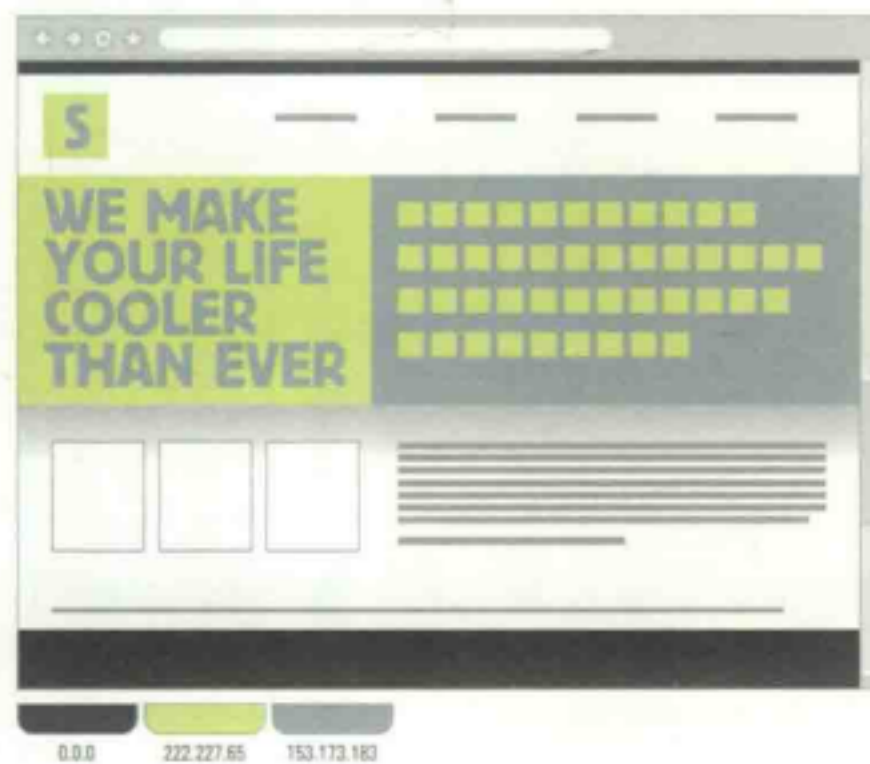 S
WE MAKE
YOUR LIFE
COOLER
THAN EVER
0.0.0 222.227.65 153.173.183